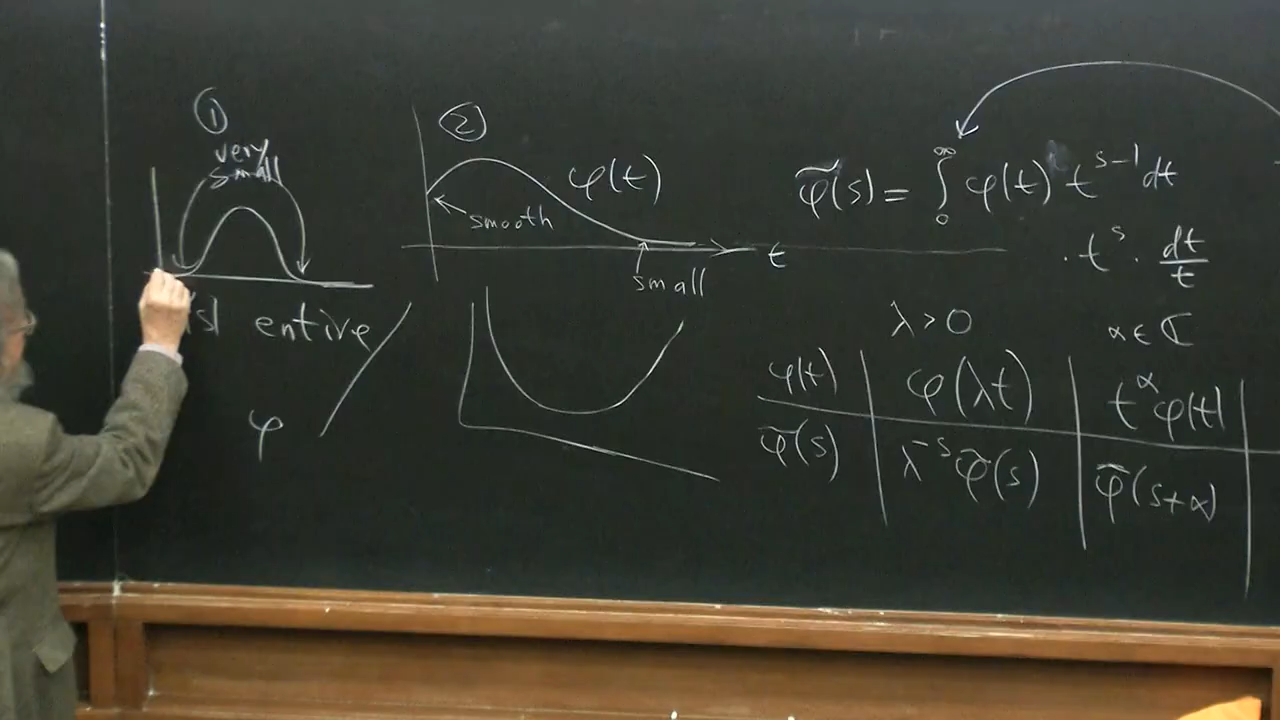 ①
very
small
entire
φ
②
φ(t)
smooth
small
t
φ̃(s) = ∫₀^∞ φ(t) t^{s-1} dt
· t^s · dt/t
λ > 0
α ∈ ℂ
φ(t) | φ(λt) | t^α φ(t)
φ̃(s) | λ^{-s} φ̃(s) | φ̃(s+α)